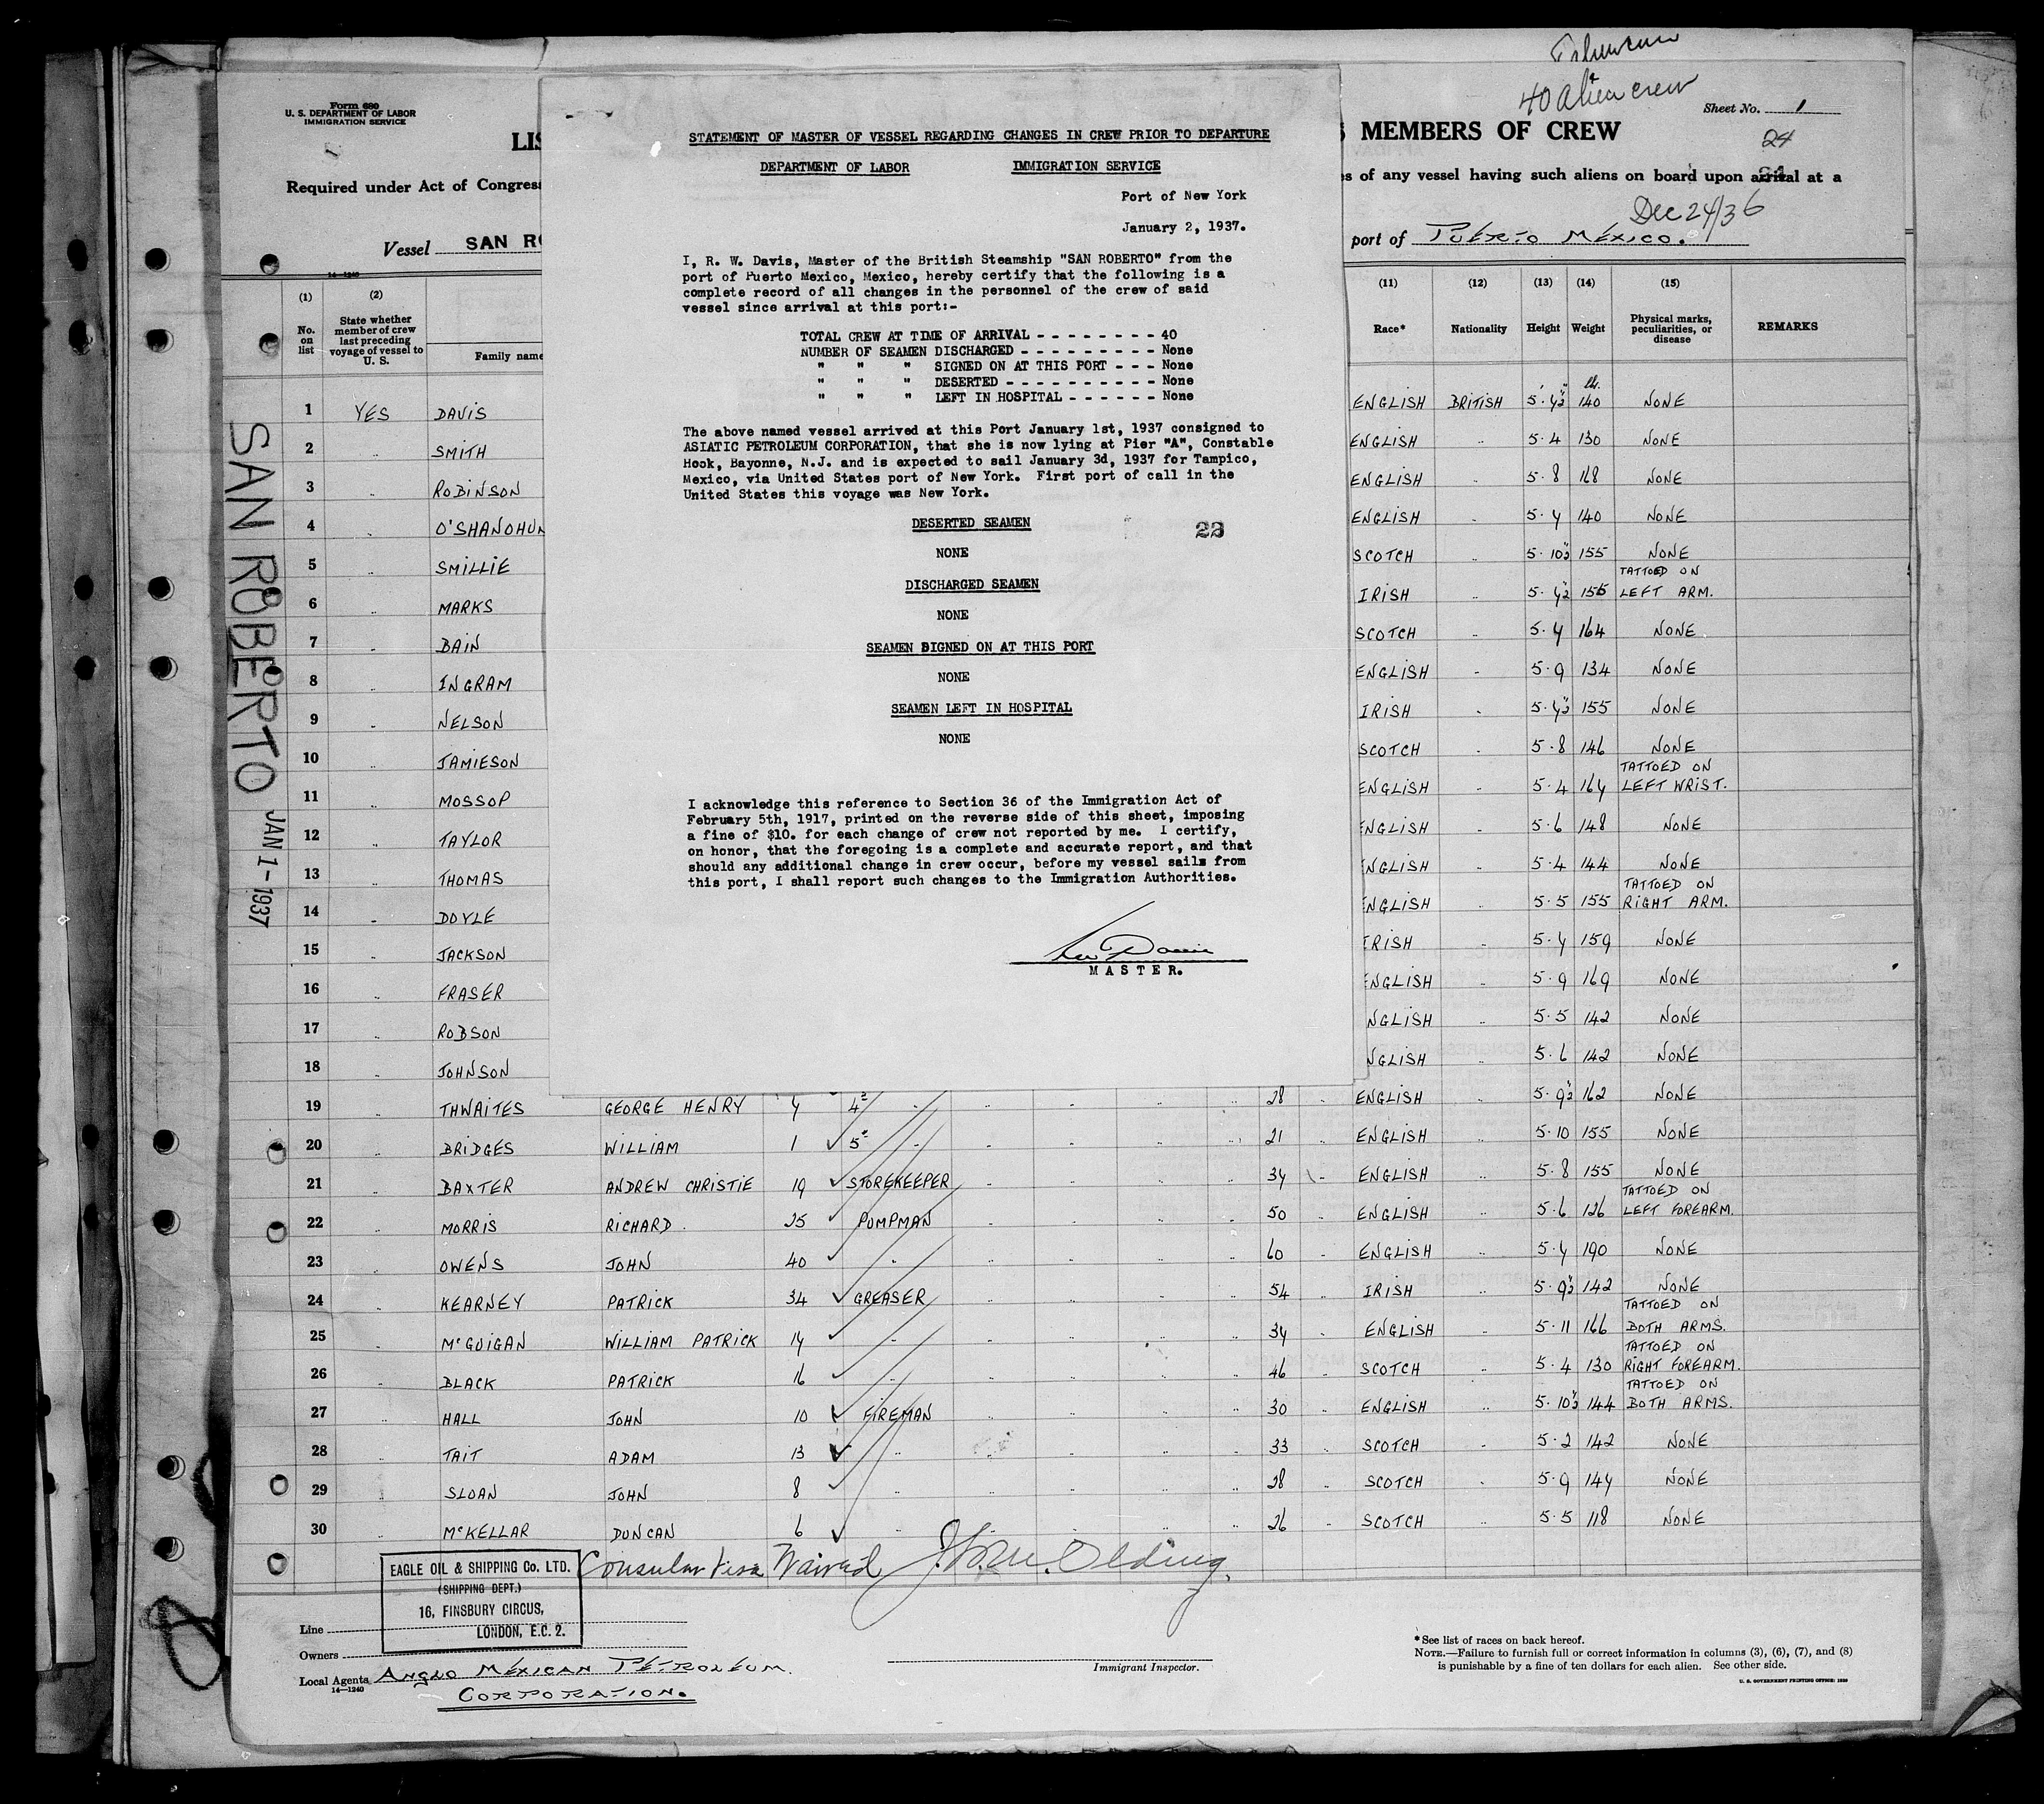 Form 680
U. S. DEPARTMENT OF LABOR
IMMIGRATION SERVICE
40 alien crew
Sheet No. 1
LIS
S MEMBERS OF CREW
24
Required under Act of Congress
es of any vessel having such aliens on board upon arrival at a
Dec 24/36
Vessel SAN RO
port of PUERTO MEXICO.
14-1240
STATEMENT OF MASTER OF VESSEL REGARDING CHANGES IN CREW PRIOR TO DEPARTURE
DEPARTMENT OF LABOR IMMIGRATION SERVICE
Port of New York
January 2, 1937.
I, R. W. Davis, Master of the British Steamship "SAN ROBERTO" from the
port of Puerto Mexico, Mexico, hereby certify that the following is a
complete record of all changes in the personnel of the crew of said
vessel since arrival at this port:-
TOTAL CREW AT TIME OF ARRIVAL - - - - - - - - - 40
NUMBER OF SEAMEN DISCHARGED - - - - - - - - - - None
" " " SIGNED ON AT THIS PORT - - - None
" " " DESERTED - - - - - - - - - - - None
" " " LEFT IN HOSPITAL - - - - - - None
The above named vessel arrived at this Port January 1st, 1937 consigned to
ASIATIC PETROLEUM CORPORATION, that she is now lying at Pier "A", Constable
Hook, Bayonne, N.J. and is expected to sail January 3d, 1937 for Tampico,
Mexico, via United States port of New York. First port of call in the
United States this voyage was New York.
DESERTED SEAMEN
23
NONE
DISCHARGED SEAMEN
NONE
SEAMEN SIGNED ON AT THIS PORT
NONE
SEAMEN LEFT IN HOSPITAL
NONE
I acknowledge this reference to Section 36 of the Immigration Act of
February 5th, 1917, printed on the reverse side of this sheet, imposing
a fine of $10. for each change of crew not reported by me. I certify,
on honor, that the foregoing is a complete and accurate report, and that
should any additional change in crew occur, before my vessel sails from
this port, I shall report such changes to the Immigration Authorities.
MASTER.
SAN ROBERTO JAN 1-1937
(1) (2) (11) (12) (13) (14) (15)
No. on list
State whether member of crew last preceding voyage of vessel to U. S.
Family name
Race* Nationality Height Weight Physical marks, peculiarities, or disease REMARKS
1 YES DAVIS ENGLISH BRITISH 5·7½ 140 NONE
2 " SMITH ENGLISH " 5·4 130 NONE
3 " ROBINSON ENGLISH " 5·8 168 NONE
4 " O'SHANOHUN ENGLISH " 5·7 140 NONE
5 " SMILLIE SCOTCH " 5·10½ 155 NONE
6 " MARKS IRISH " 5·7½ 155 TATTOED ON LEFT ARM.
7 " BAIN SCOTCH " 5·7 164 NONE
8 " INGRAM ENGLISH " 5·9 134 NONE
9 " NELSON IRISH " 5·7½ 155 NONE
10 " JAMIESON SCOTCH " 5·8 146 NONE
11 " MOSSOP ENGLISH " 5·4 167 TATTOED ON LEFT WRIST.
12 " TAYLOR ENGLISH " 5·6 148 NONE
13 " THOMAS ENGLISH " 5·4 144 NONE
14 " DOYLE ENGLISH " 5·5 155 TATTOED ON RIGHT ARM.
15 " JACKSON IRISH " 5·7 159 NONE
16 " FRASER ENGLISH " 5·9 169 NONE
17 " ROBSON NGLISH " 5·5 142 NONE
18 " JOHNSON NGLISH " 5·6 142 NONE
19 " THWAITES GEORGE HENRY 7 4th " 28 " ENGLISH " 5·9½ 162 NONE
20 " BRIDGES WILLIAM 1 5th " 21 " ENGLISH " 5·10 155 NONE
21 " BAXTER ANDREW CHRISTIE 19 STOREKEEPER " 37 " ENGLISH " 5·8 155 NONE
22 " MORRIS RICHARD. 25 PUMPMAN " 50 " ENGLISH " 5·6 126 TATTOED ON LEFT FOREARM.
23 " OWENS JOHN 40 " 60 " ENGLISH " 5·7 190 NONE
24 " KEARNEY PATRICK 34 GREASER " 54 " IRISH " 5·9½ 142 NONE
25 " McGUIGAN WILLIAM PATRICK 17 " 37 " ENGLISH " 5·11 166 TATTOED ON BOTH ARMS.
26 " BLACK PATRICK 16 " 46 " SCOTCH " 5·4 130 TATTOED ON RIGHT FOREARM.
27 " HALL JOHN 10 FIREMAN " 30 " ENGLISH " 5·10½ 144 TATTOED ON BOTH ARMS.
28 " TAIT ADAM 13 " 33 " SCOTCH " 5·2 142 NONE
29 " SLOAN JOHN 8 " 28 " SCOTCH " 5·9 147 NONE
30 " McKELLAR DUNCAN 6 " 26 " SCOTCH " 5·5 118 NONE
Consular Visa Waived
EAGLE OIL & SHIPPING Co. LTD.
(SHIPPING DEPT.)
16, FINSBURY CIRCUS,
LONDON, E.C. 2.
Line
Owners
Local Agents ANGLO MEXICAN PETROLEUM
CORPORATION.
14-1240
Immigrant Inspector.
*See list of races on back hereof.
NOTE.—Failure to furnish full or correct information in columns (3), (6), (7), and (8)
is punishable by a fine of ten dollars for each alien. See other side.
U. S. GOVERNMENT PRINTING OFFICE: 1929